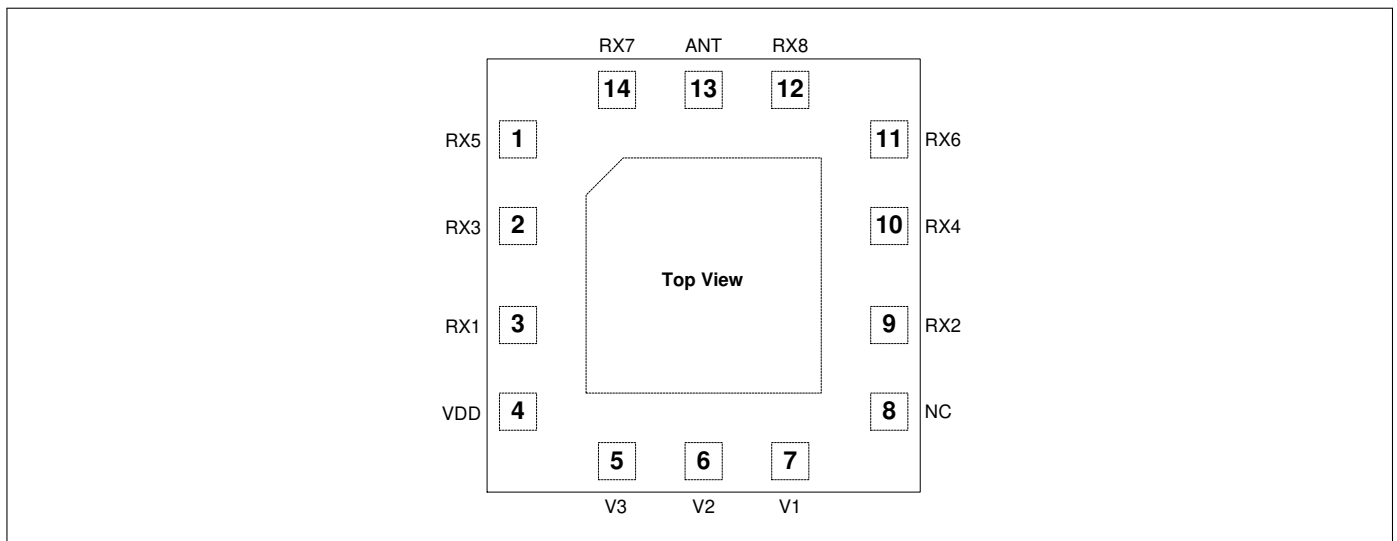 RX7 ANT RX8
14 13 12
RX5 1 11 RX6
RX3 2 10 RX4
Top View
RX1 3 9 RX2
VDD 4 8 NC
5 6 7
V3 V2 V1